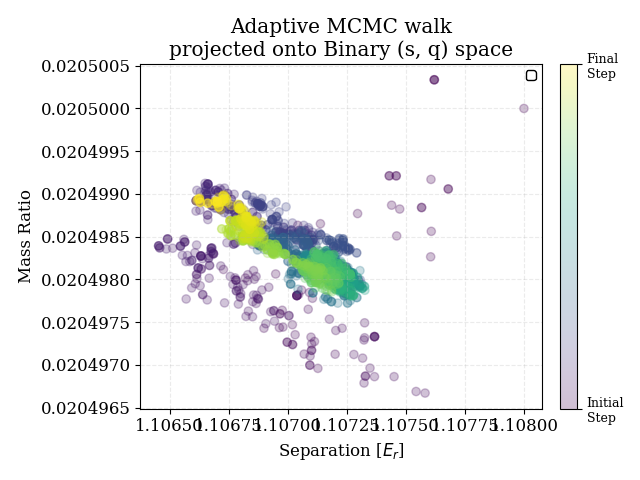 Adaptive MCMC walk
projected onto Binary (s, q) space
Final
Step
0.0205005
0.0205000
0.0204995
0.0204990
0.0204985
0.0204980
0.0204975
0.0204970
0.0204965
Mass Ratio
Initial
Step
1.10650 1.10675 1.10700 1.10725 1.10750 1.10775 1.10800
Separation [E_r]